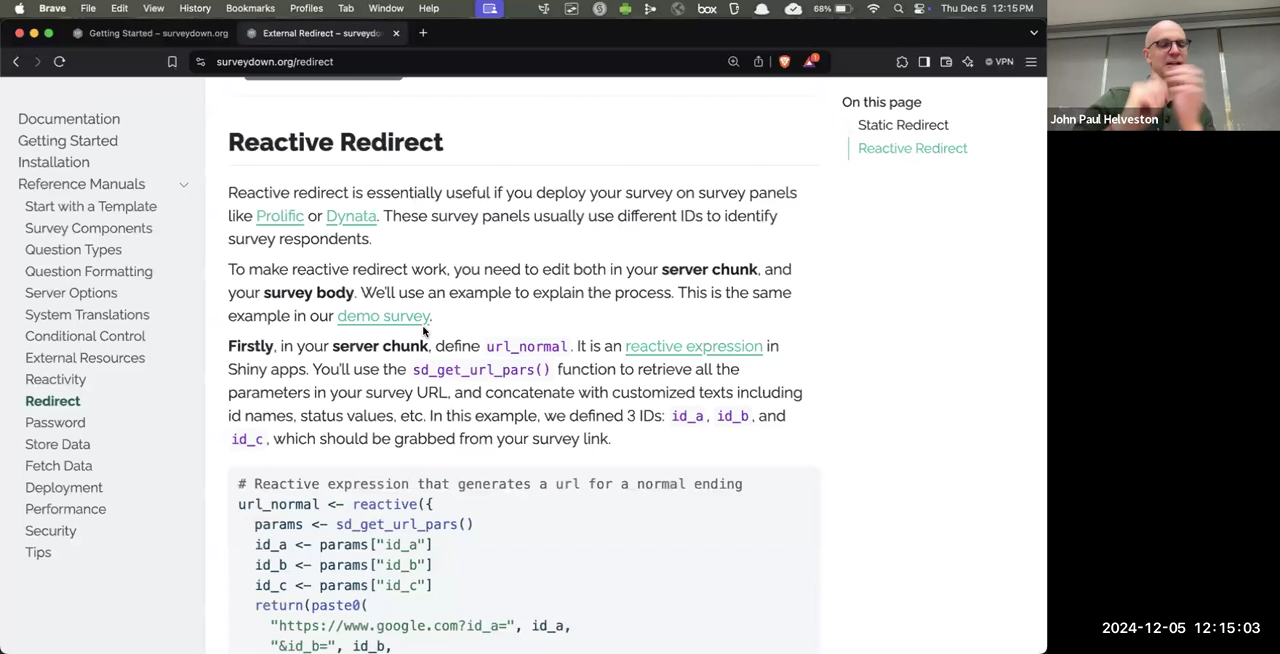 Brave File Edit View History Bookmarks Profiles Tab Window Help box 68% Thu Dec 5 12:15 PM
Getting Started – surveydown.org External Redirect – surveydo
surveydown.org/redirect VPN
Documentation
Getting Started
Installation
Reference Manuals
Start with a Template
Survey Components
Question Types
Question Formatting
Server Options
System Translations
Conditional Control
External Resources
Reactivity
Redirect
Password
Store Data
Fetch Data
Deployment
Performance
Security
Tips
Reactive Redirect
Reactive redirect is essentially useful if you deploy your survey on survey panels
like Prolific or Dynata. These survey panels usually use different IDs to identify
survey respondents.
To make reactive redirect work, you need to edit both in your server chunk, and
your survey body. We'll use an example to explain the process. This is the same
example in our demo survey.
Firstly, in your server chunk, define url_normal. It is an reactive expression in
Shiny apps. You'll use the sd_get_url_pars() function to retrieve all the
parameters in your survey URL, and concatenate with customized texts including
id names, status values, etc. In this example, we defined 3 IDs: id_a, id_b, and
id_c, which should be grabbed from your survey link.
# Reactive expression that generates a url for a normal ending
url_normal <- reactive({
params <- sd_get_url_pars()
id_a <- params["id_a"]
id_b <- params["id_b"]
id_c <- params["id_c"]
return(paste0(
"https://www.google.com?id_a=", id_a,
"&id_b=", id_b,
On this page
Static Redirect
Reactive Redirect
John Paul Helveston
2024-12-05 12:15:03